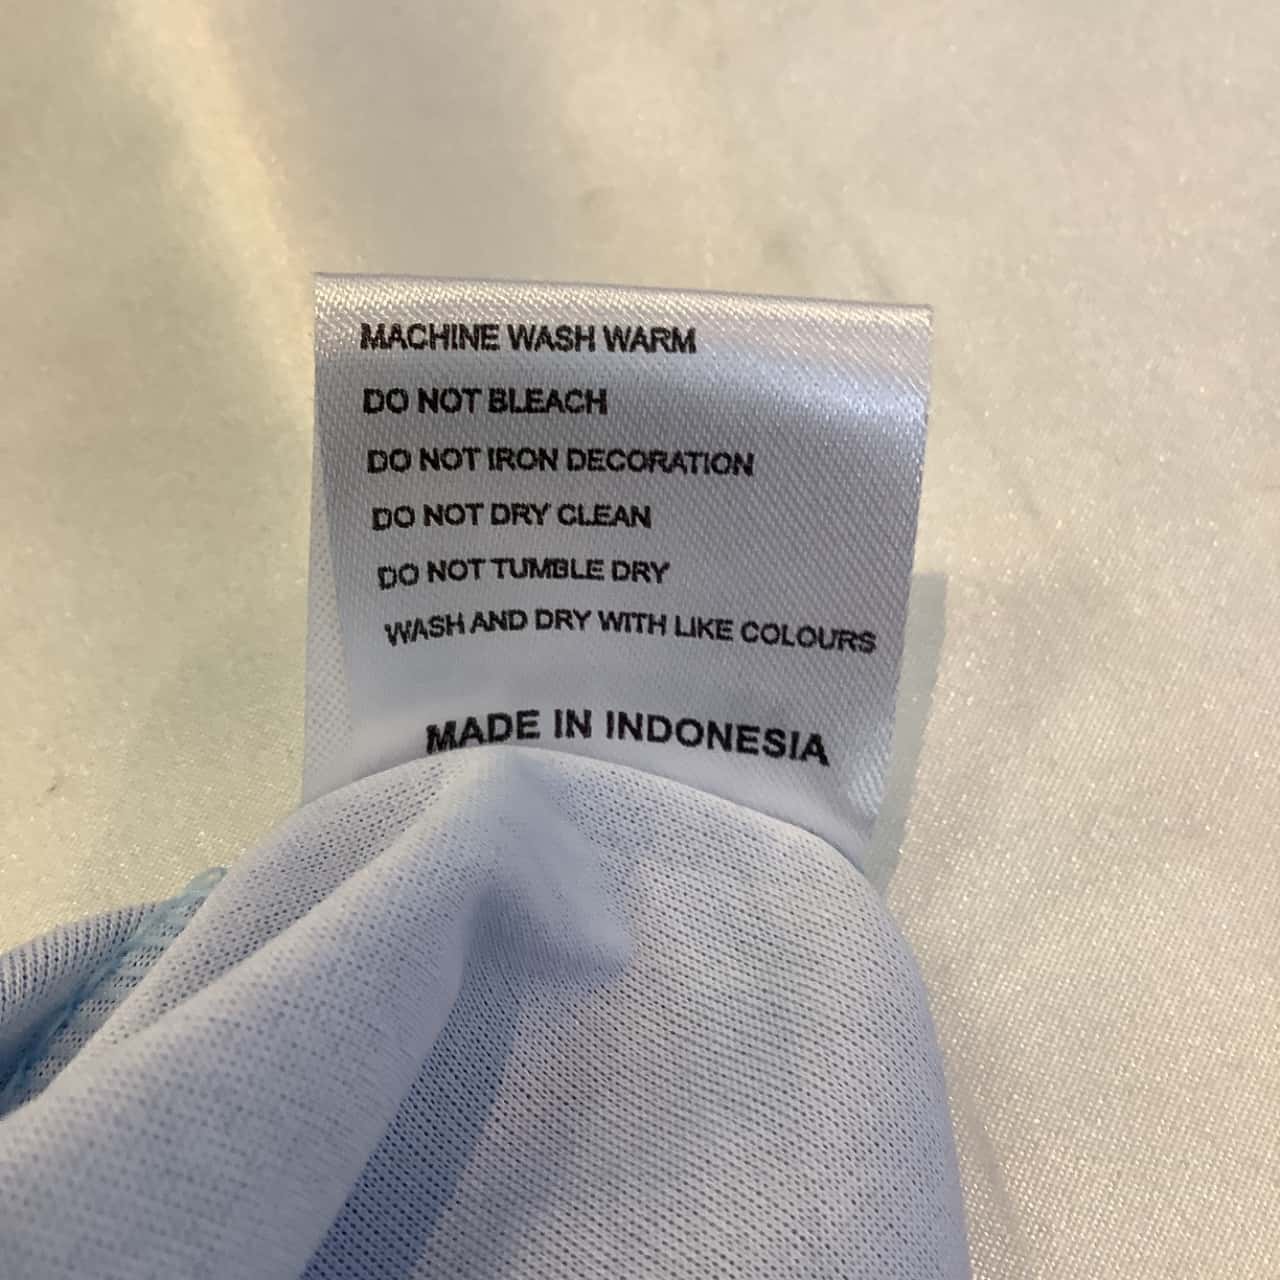 MACHINE WASH WARM
DO NOT BLEACH
DO NOT IRON DECORATION
DO NOT DRY CLEAN
DO NOT TUMBLE DRY
WASH AND DRY WITH LIKE COLOURS
MADE IN INDONESIA